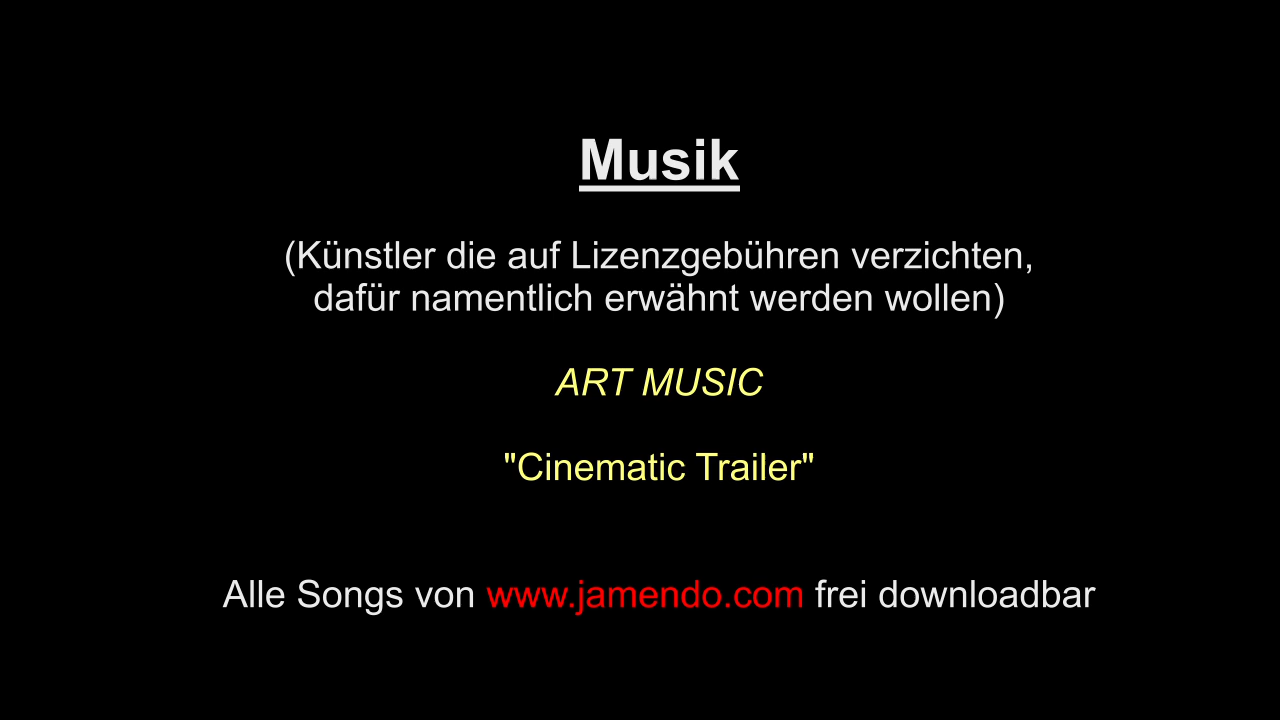 Musik
(Künstler die auf Lizenzgebühren verzichten,
dafür namentlich erwähnt werden wollen)
ART MUSIC
"Cinematic Trailer"
Alle Songs von www.jamendo.com frei downloadbar